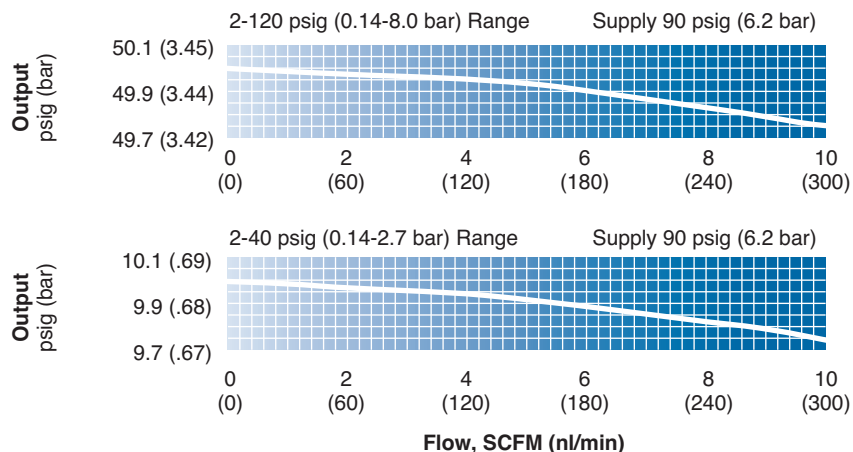 2-120 psig (0.14-8.0 bar) Range Supply 90 psig (6.2 bar)
Output
psig (bar)
50.1 (3.45)
49.9 (3.44)
49.7 (3.42)
0 2 4 6 8 10
(0) (60) (120) (180) (240) (300)
2-40 psig (0.14-2.7 bar) Range Supply 90 psig (6.2 bar)
Output
psig (bar)
10.1 (.69)
9.9 (.68)
9.7 (.67)
0 2 4 6 8 10
(0) (60) (120) (180) (240) (300)
Flow, SCFM (nl/min)